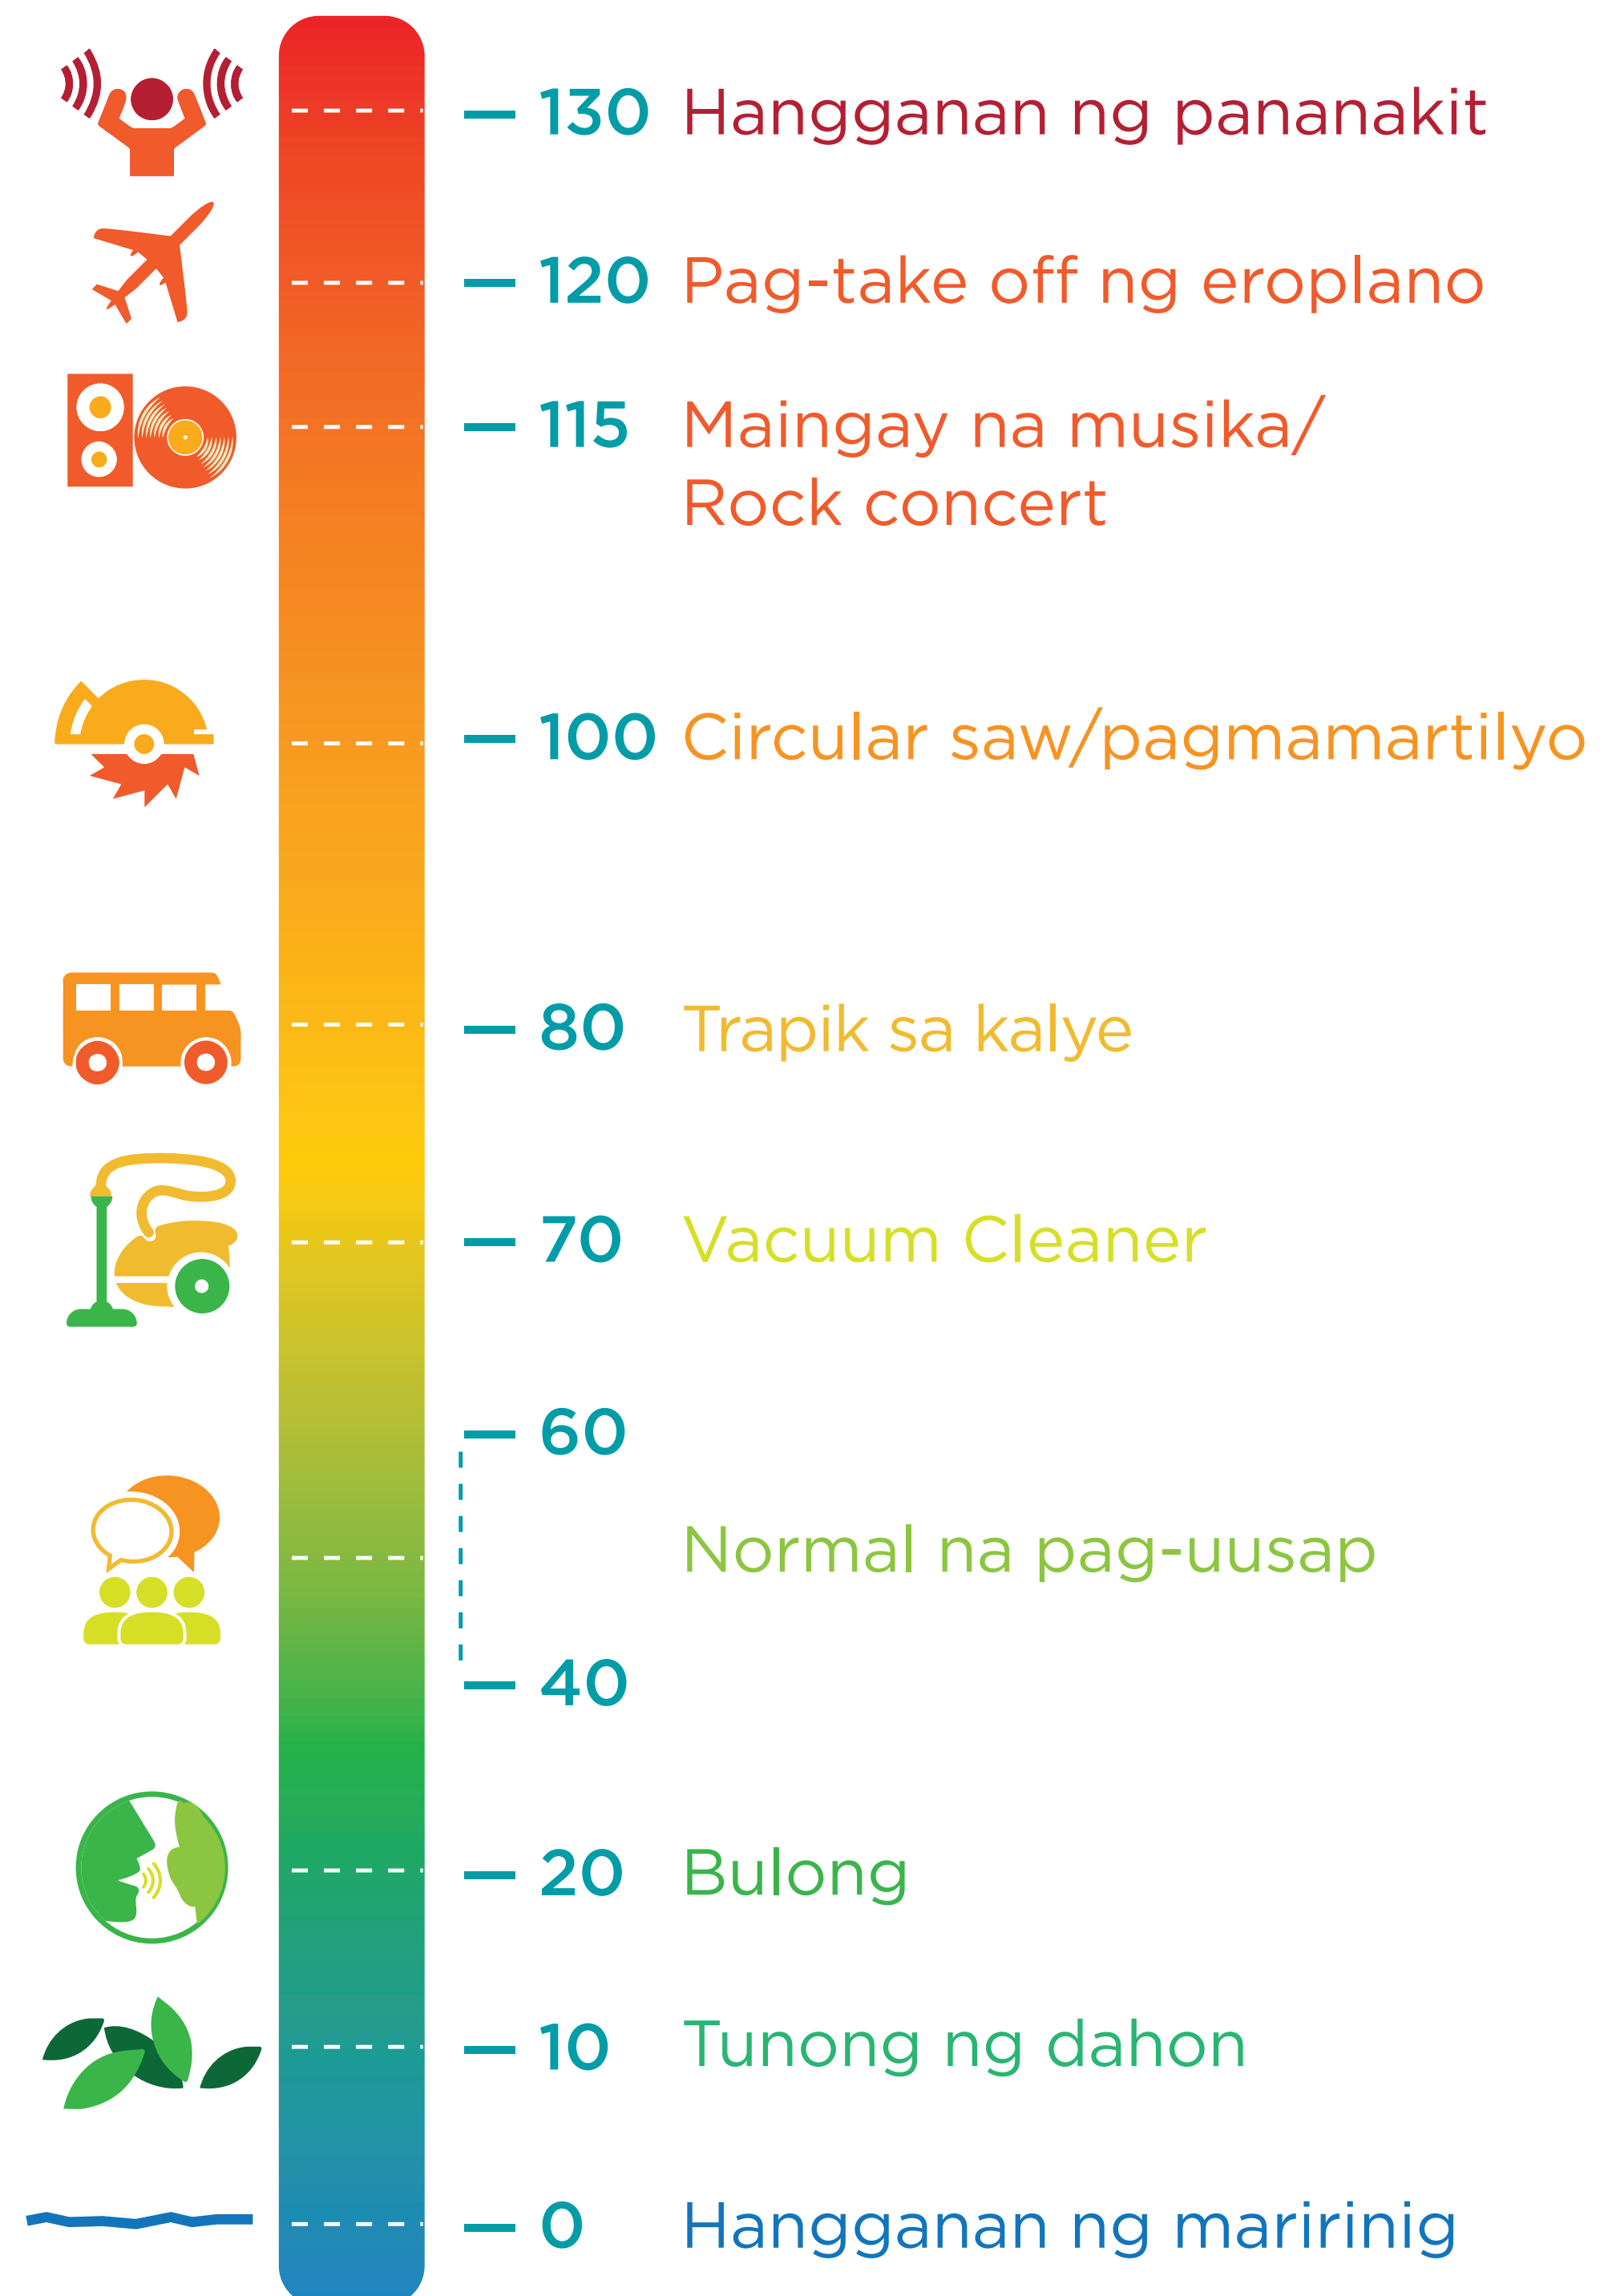 130 Hangganan ng pananakit
120 Pag-take off ng eroplano
115 Maingay na musika/
Rock concert
100 Circular saw/pagmamartilyo
80 Trapik sa kalye
70 Vacuum Cleaner
60
Normal na pag-uusap
40
20 Bulong
10 Tunong ng dahon
0 Hangganan ng maririnig